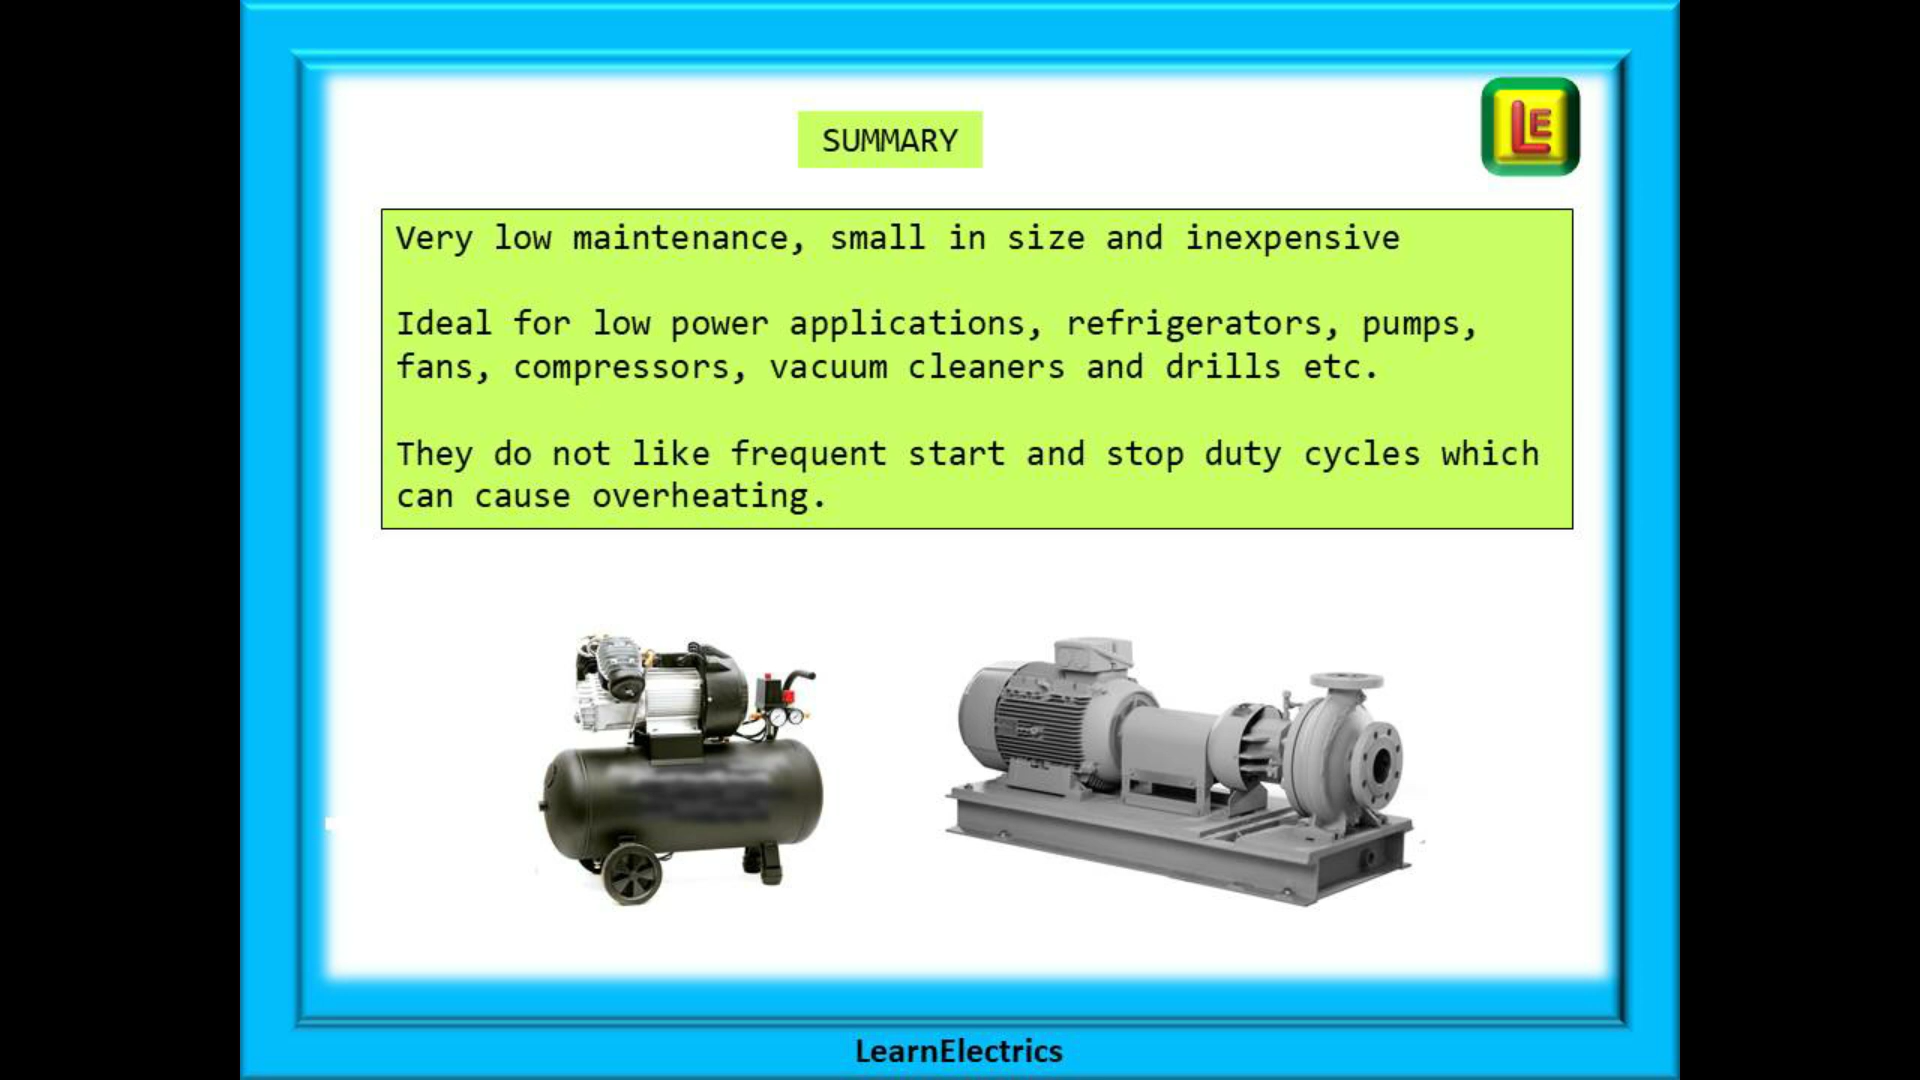 SUMMARY
LE
Very low maintenance, small in size and inexpensive
Ideal for low power applications, refrigerators, pumps,
fans, compressors, vacuum cleaners and drills etc.
They do not like frequent start and stop duty cycles which
can cause overheating.
LearnElectrics